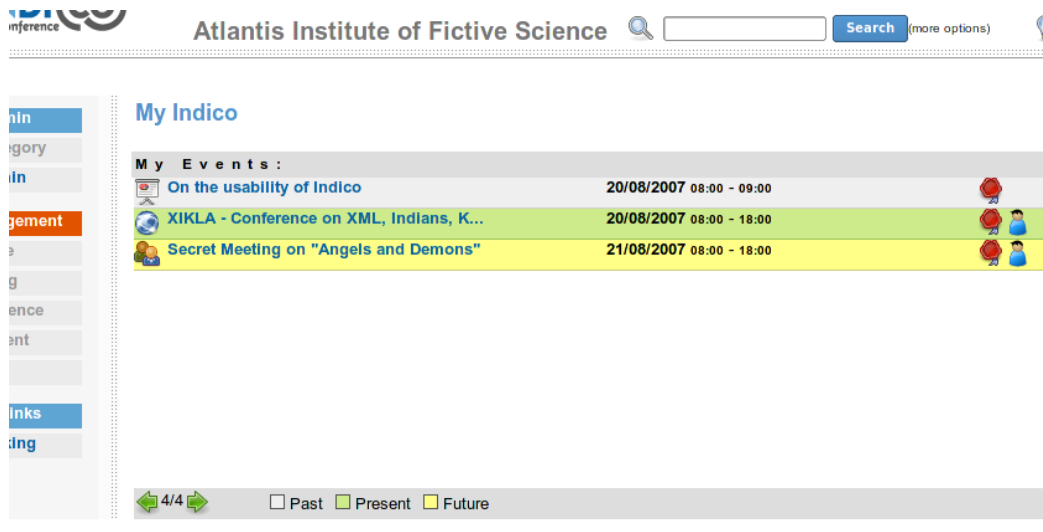 Atlantis Institute of Fictive Science Search (more options)
My Indico
My Events:
On the usability of Indico 20/08/2007 08:00 - 09:00
XIKLA - Conference on XML, Indians, K... 20/08/2007 08:00 - 18:00
Secret Meeting on "Angels and Demons" 21/08/2007 08:00 - 18:00
4/4 Past Present Future